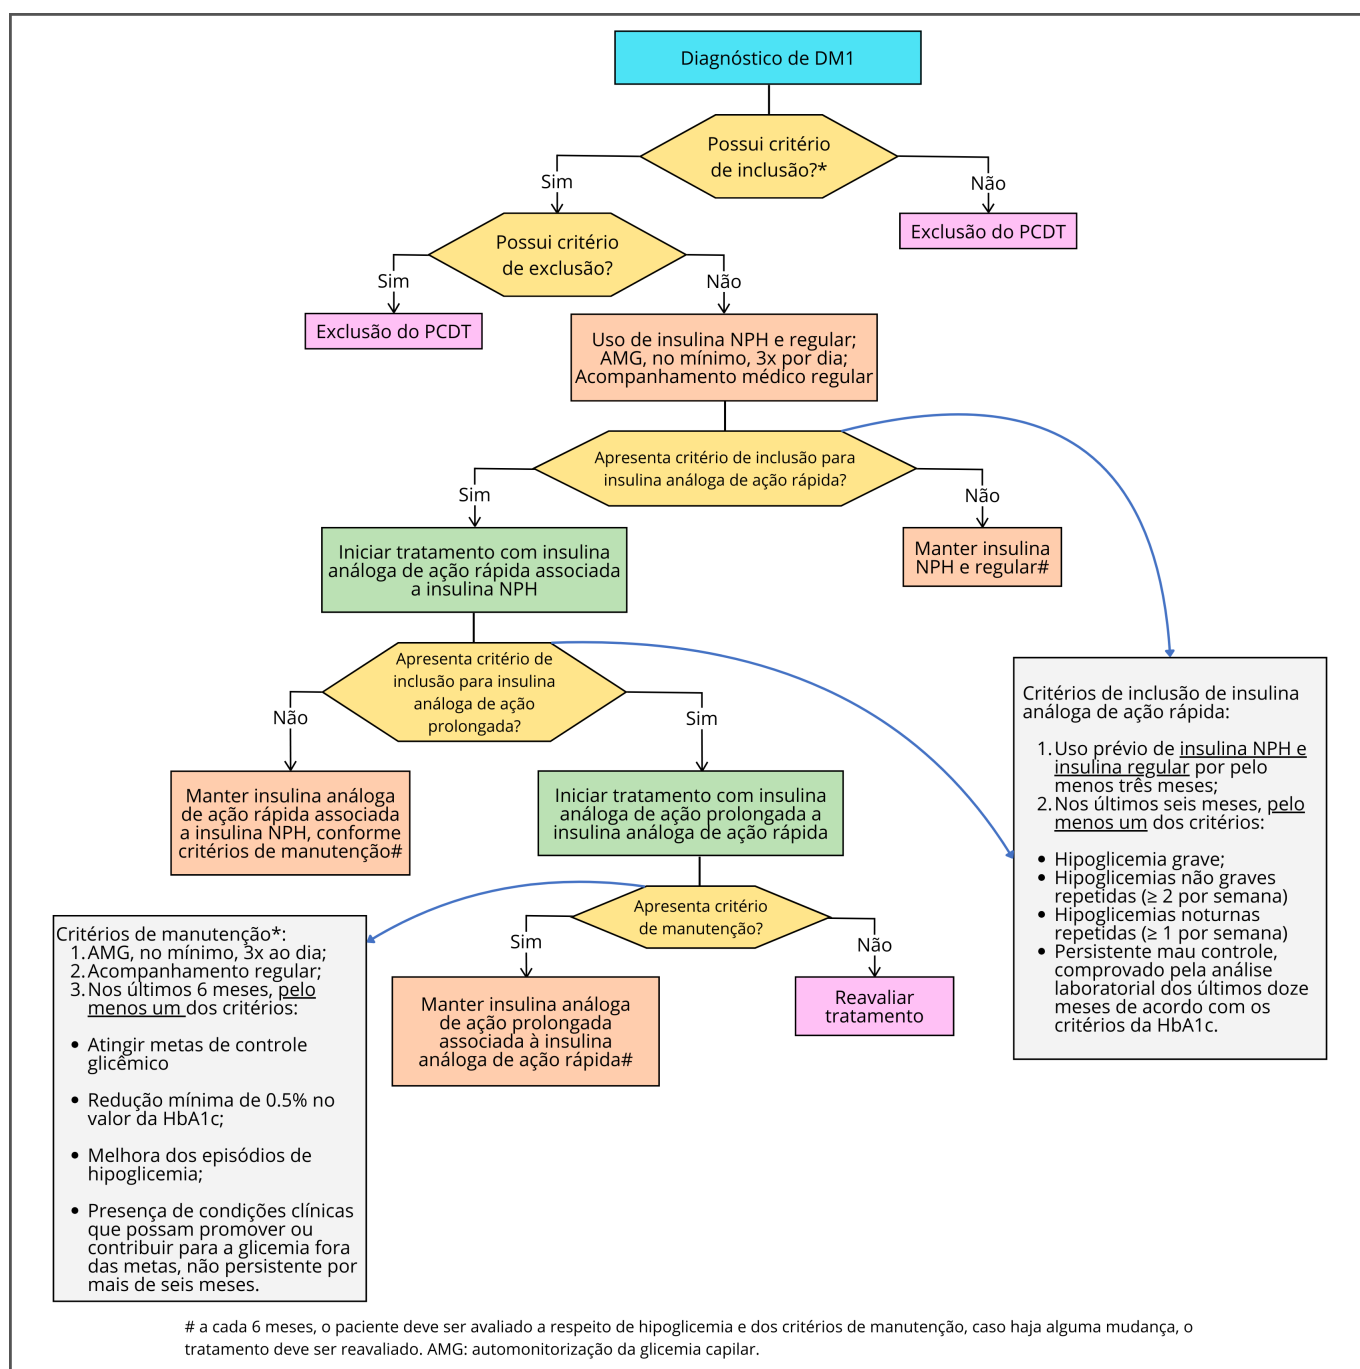 Diagnóstico de DM1
Possui critério
de inclusão?*
Sim
Não
Exclusão do PCDT
Possui critério
de exclusão?
Sim
Não
Exclusão do PCDT
Uso de insulina NPH e regular;
AMG, no mínimo, 3x por dia;
Acompanhamento médico regular
Apresenta critério de inclusão para
insulina análoga de ação rápida?
Sim
Não
Iniciar tratamento com insulina
análoga de ação rápida associada
a insulina NPH
Manter insulina
NPH e regular#
Apresenta critério de
inclusão para insulina
análoga de ação
prolongada?
Não
Sim
Manter insulina análoga
de ação rápida associada
a insulina NPH, conforme
critérios de manutenção#
Iniciar tratamento com insulina
análoga de ação prolongada a
insulina análoga de ação rápida
Critérios de inclusão de insulina
análoga de ação rápida:
1. Uso prévio de insulina NPH e
insulina regular por pelo
menos três meses;
2. Nos últimos seis meses, pelo
menos um dos critérios:
• Hipoglicemia grave;
• Hipoglicemias não graves
repetidas (≥ 2 por semana)
• Hipoglicemias noturnas
repetidas (≥ 1 por semana)
• Persistente mau controle,
comprovado pela análise
laboratorial dos últimos doze
meses de acordo com os
critérios da HbA1c.
Apresenta critério
de manutenção?
Sim
Não
Manter insulina análoga
de ação prolongada
associada à insulina
análoga de ação rápida#
Reavaliar
tratamento
Critérios de manutenção*:
1. AMG, no mínimo, 3x ao dia;
2. Acompanhamento regular;
3. Nos últimos 6 meses, pelo
menos um dos critérios:
• Atingir metas de controle
glicêmico
• Redução mínima de 0.5% no
valor da HbA1c;
• Melhora dos episódios de
hipoglicemia;
• Presença de condições clínicas
que possam promover ou
contribuir para a glicemia fora
das metas, não persistente por
mais de seis meses.
# a cada 6 meses, o paciente deve ser avaliado a respeito de hipoglicemia e dos critérios de manutenção, caso haja alguma mudança, o
tratamento deve ser reavaliado. AMG: automonitorização da glicemia capilar.